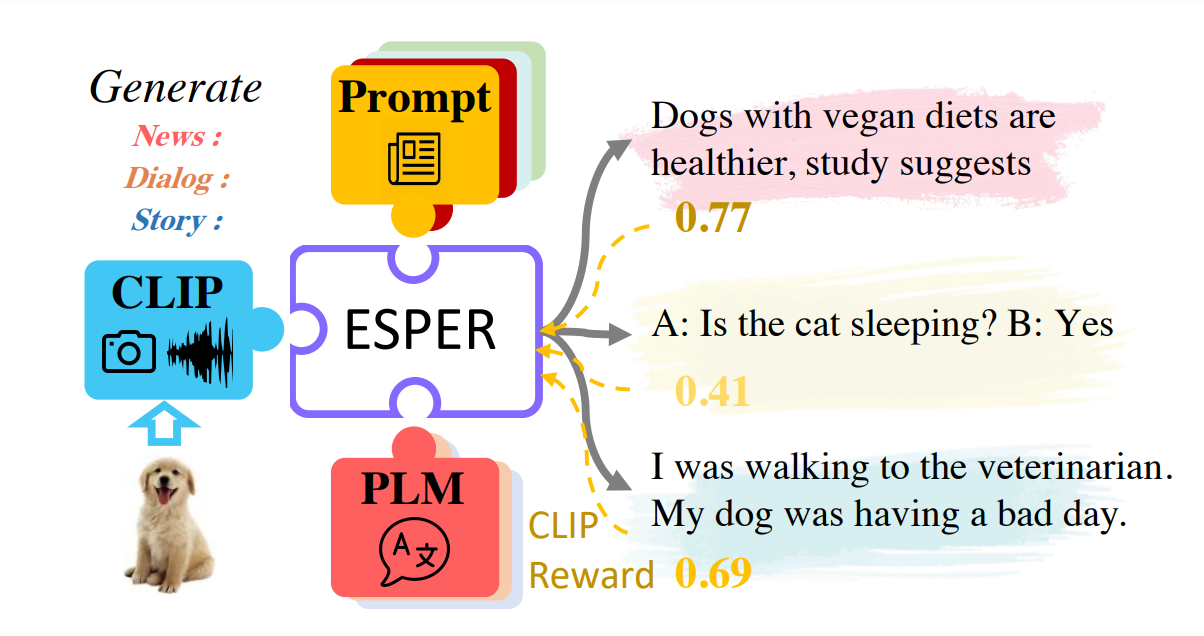 Generate
News :
Dialog :
Story :
Prompt
CLIP
ESPER
PLM
A 文
Dogs with vegan diets are
healthier, study suggests
0.77
A: Is the cat sleeping? B: Yes
0.41
I was walking to the veterinarian.
My dog was having a bad day.
CLIP
Reward 0.69